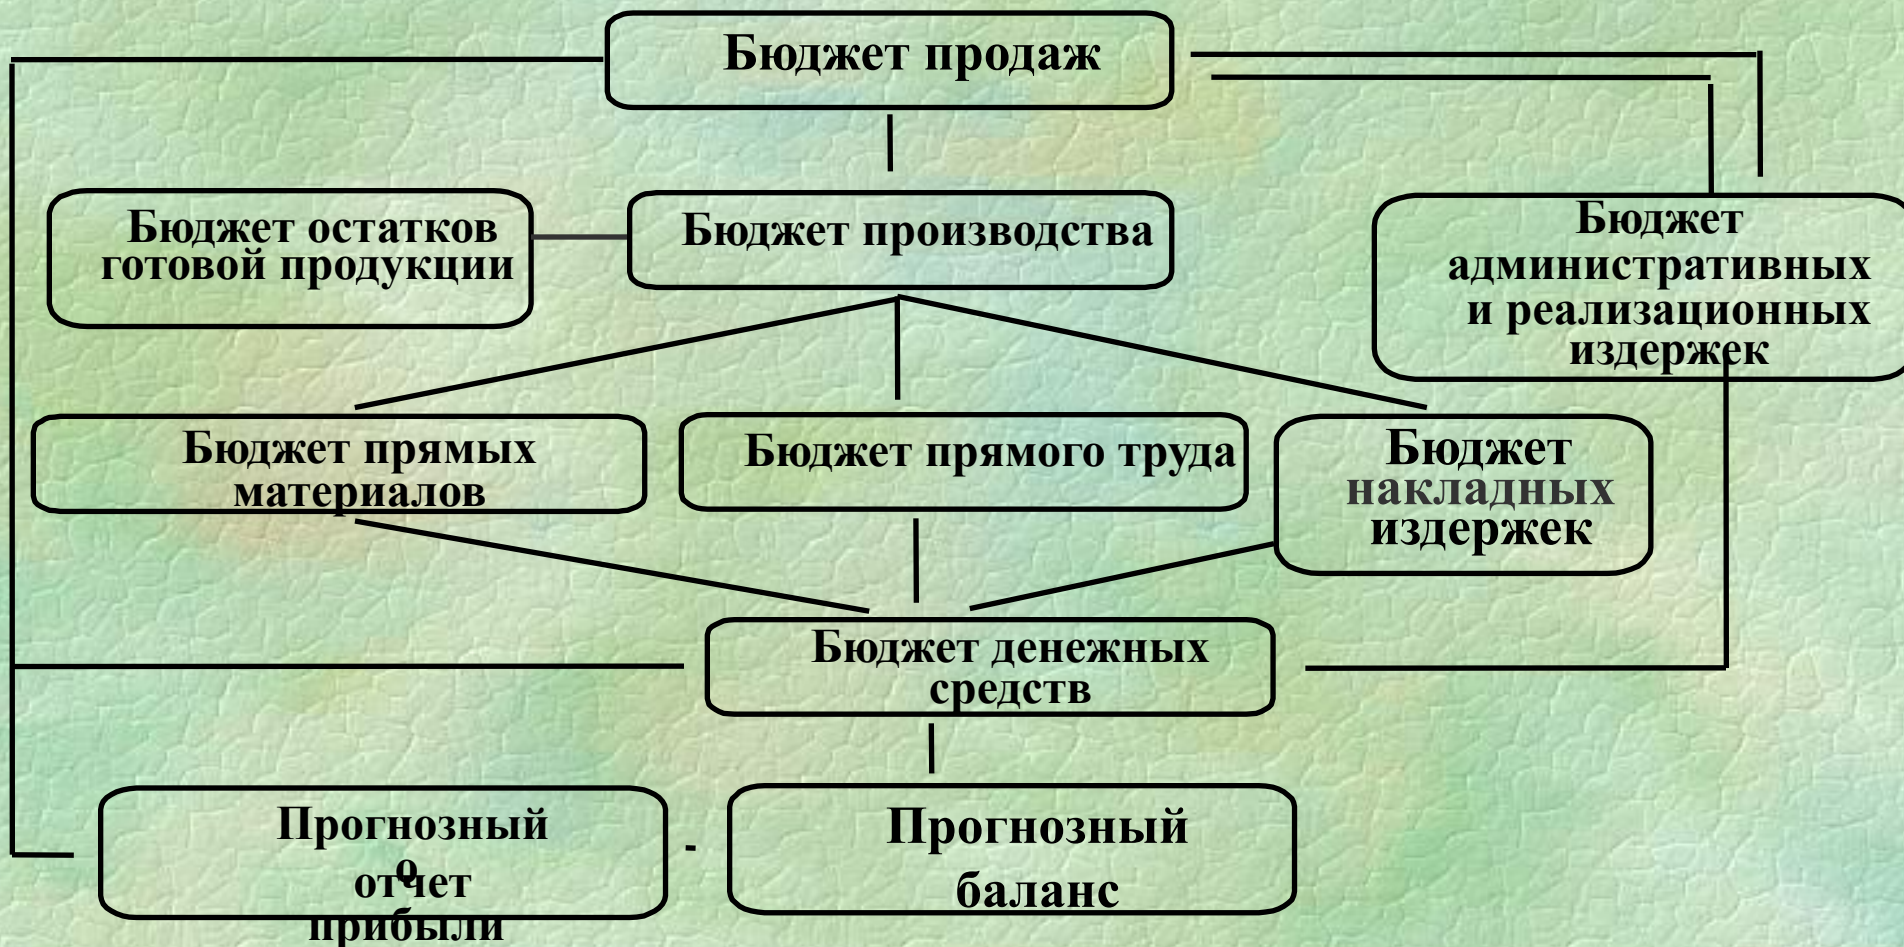 Бюджет продаж
Бюджет остатков
готовой продукции
Бюджет производства
Бюджет
административных
и реализационных
издержек
Бюджет прямых
материалов
Бюджет прямого труда
Бюджет
накладных
издержек
Бюджет денежных
средств
Прогнозный
о
отчет
прибыли
Прогнозный
баланс